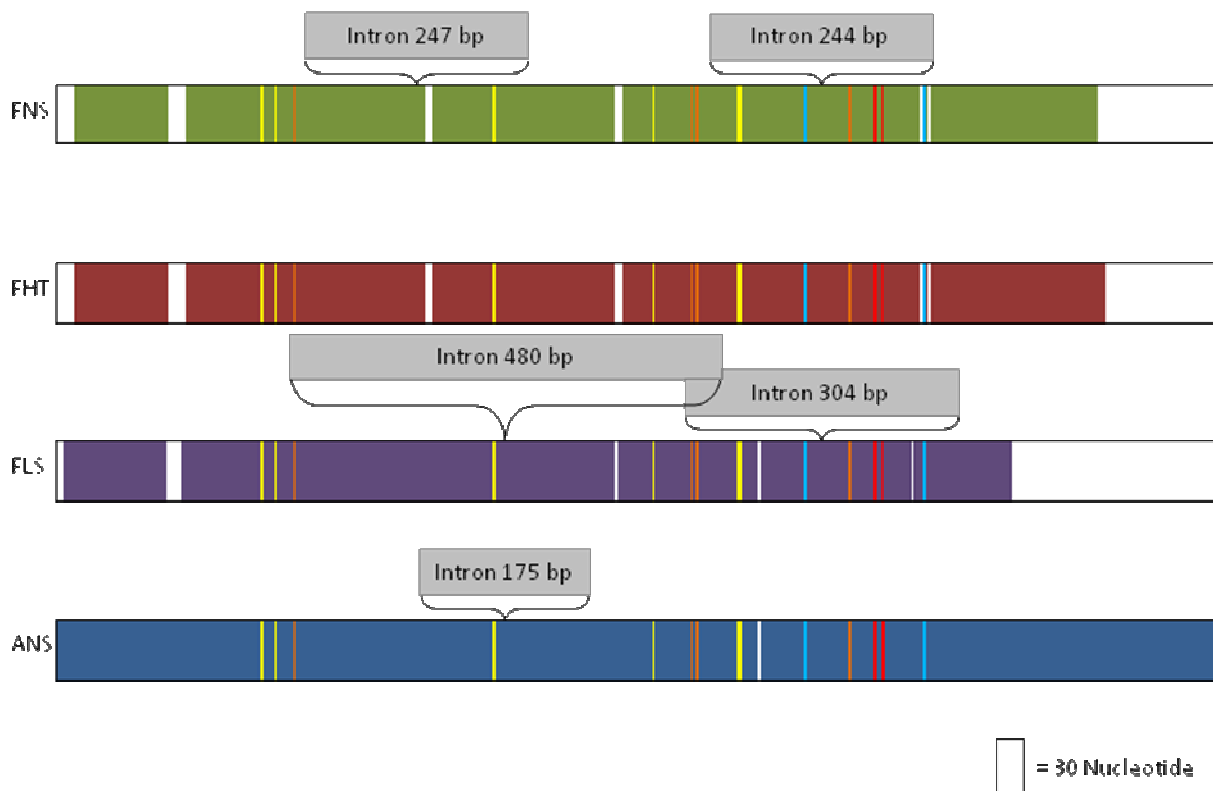 Intron 247 bp
Intron 244 bp
FNS
FHT
Intron 480 bp
Intron 304 bp
FLS
Intron 175 bp
ANS
= 30 Nucleotide